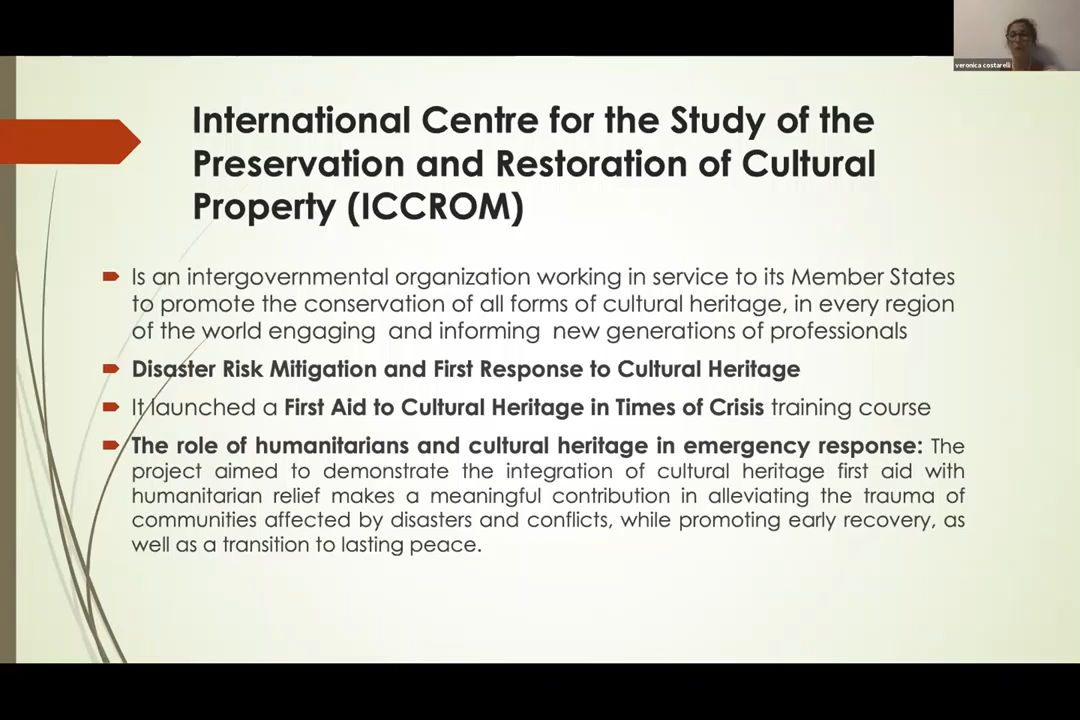 veronica costarelli
International Centre for the Study of the
Preservation and Restoration of Cultural
Property (ICCROM)
Is an intergovernmental organization working in service to its Member States
to promote the conservation of all forms of cultural heritage, in every region
of the world engaging and informing new generations of professionals
Disaster Risk Mitigation and First Response to Cultural Heritage
It launched a First Aid to Cultural Heritage in Times of Crisis training course
The role of humanitarians and cultural heritage in emergency response: The
project aimed to demonstrate the integration of cultural heritage first aid with
humanitarian relief makes a meaningful contribution in alleviating the trauma of
communities affected by disasters and conflicts, while promoting early recovery, as
well as a transition to lasting peace.